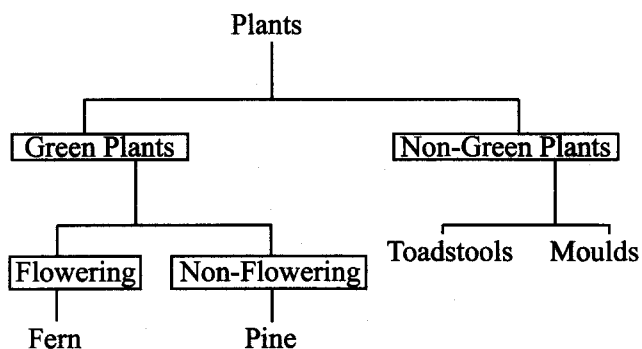 Plants
Green Plants
Non-Green Plants
Toadstools
Moulds
Flowering
Non-Flowering
Fern
Pine